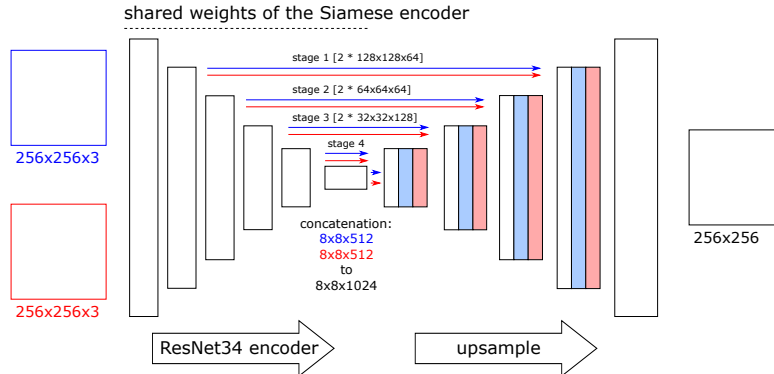 shared weights of the Siamese encoder
stage 1 [2 * 128x128x64]
stage 2 [2 * 64x64x64]
stage 3 [2 * 32x32x128]
stage 4
256x256x3
256x256x3
concatenation:
8x8x512
8x8x512
to
8x8x1024
256x256
ResNet34 encoder
upsample